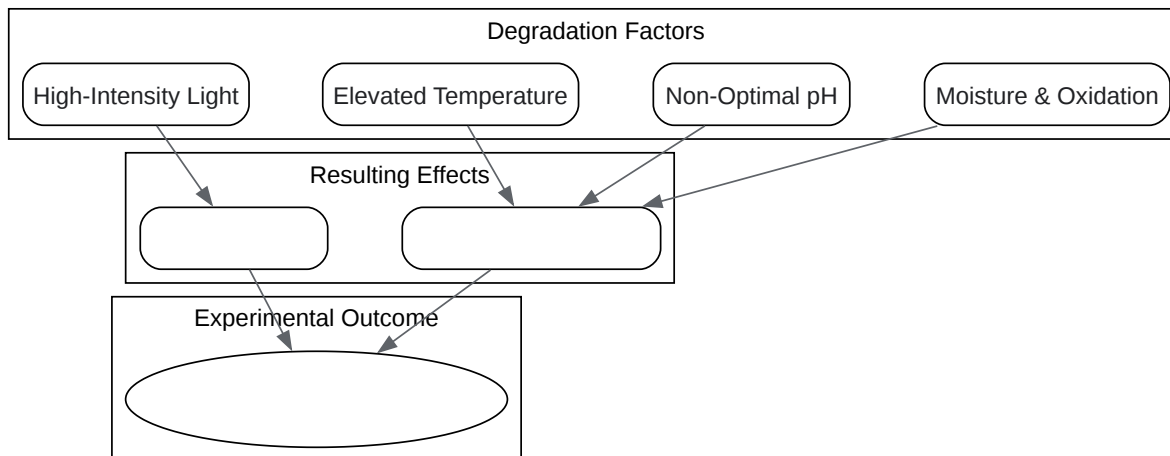 Degradation Factors
High-Intensity Light
Elevated Temperature
Non-Optimal pH
Moisture & Oxidation
Resulting Effects
Experimental Outcome